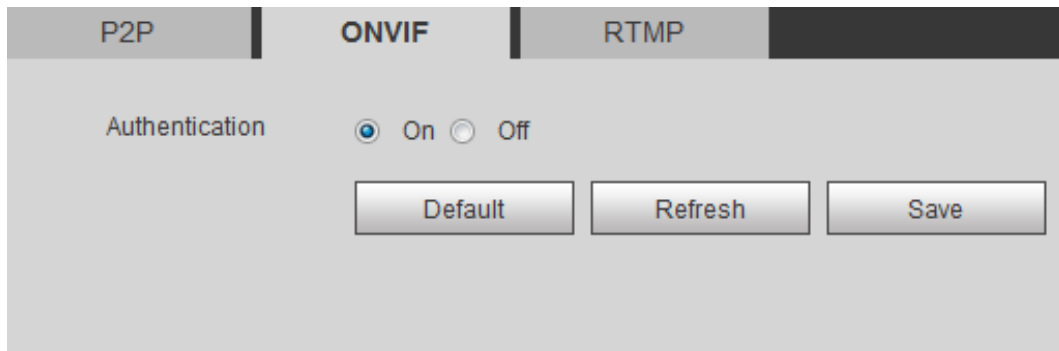 P2P ONVIF RTMP
Authentication On Off
Default Refresh Save